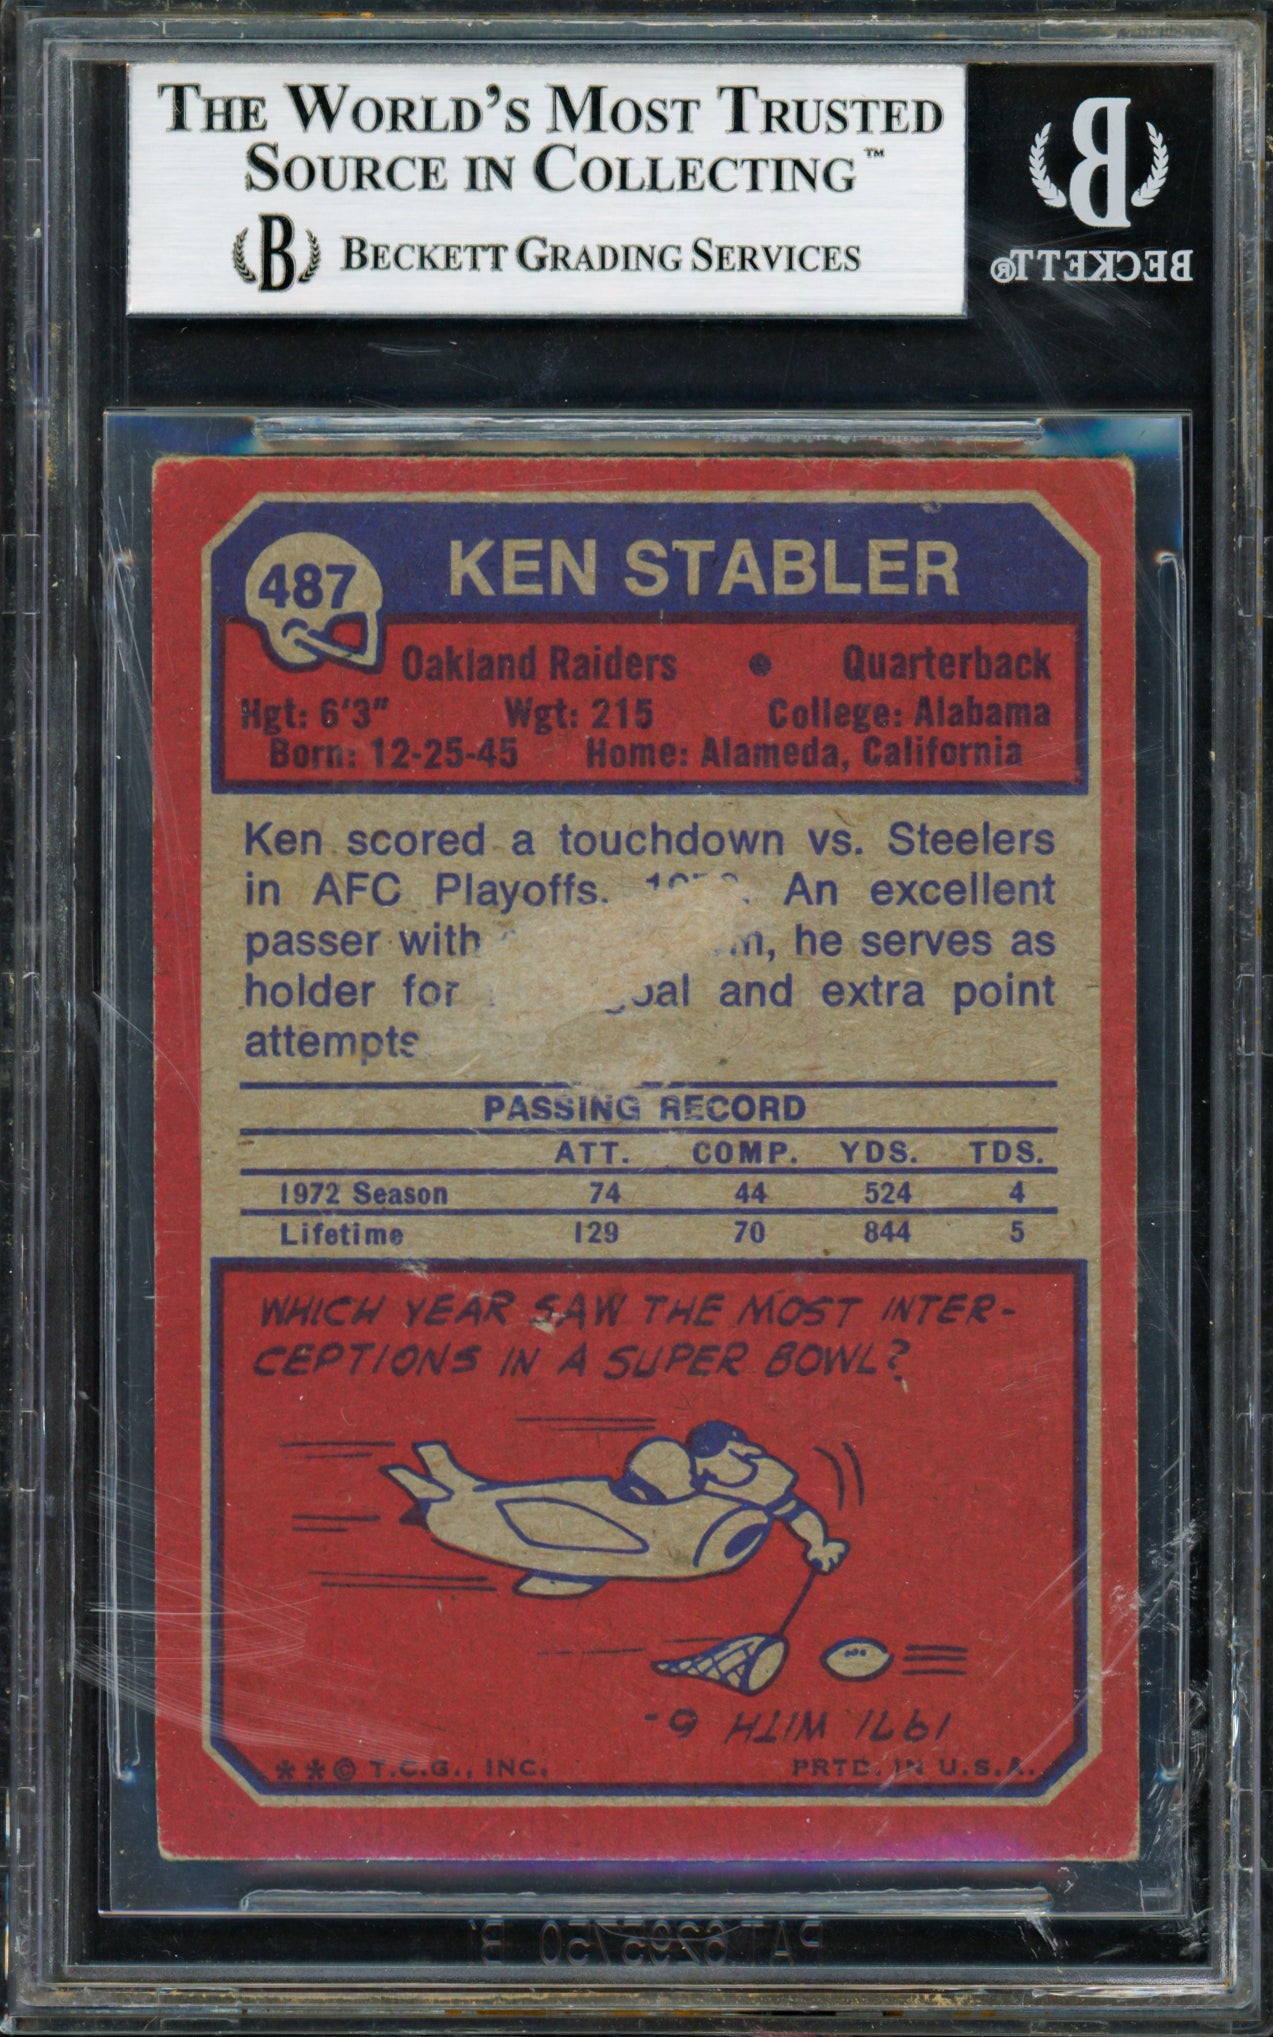 THE WORLD'S MOST TRUSTED
SOURCE IN COLLECTING™
B BECKETT GRADING SERVICES
B
BECKETT®
487
KEN STABLER
Oakland Raiders • Quarterback
Hgt: 6'3" Wgt: 215 College: Alabama
Born: 12-25-45 Home: Alameda, California
Ken scored a touchdown vs. Steelers
in AFC Playoffs. An excellent
passer with he serves as
holder for and extra point
attempts.
PASSING RECORD
ATT. COMP. YDS. TDS.
1972 Season 74 44 524 4
Lifetime 129 70 844 5
WHICH YEAR SAW THE MOST INTER-
CEPTIONS IN A SUPER BOWL?
1971 WITH 6-
** © T.C.G., INC. PRTD. IN U.S.A.
PAT 6295750 B1